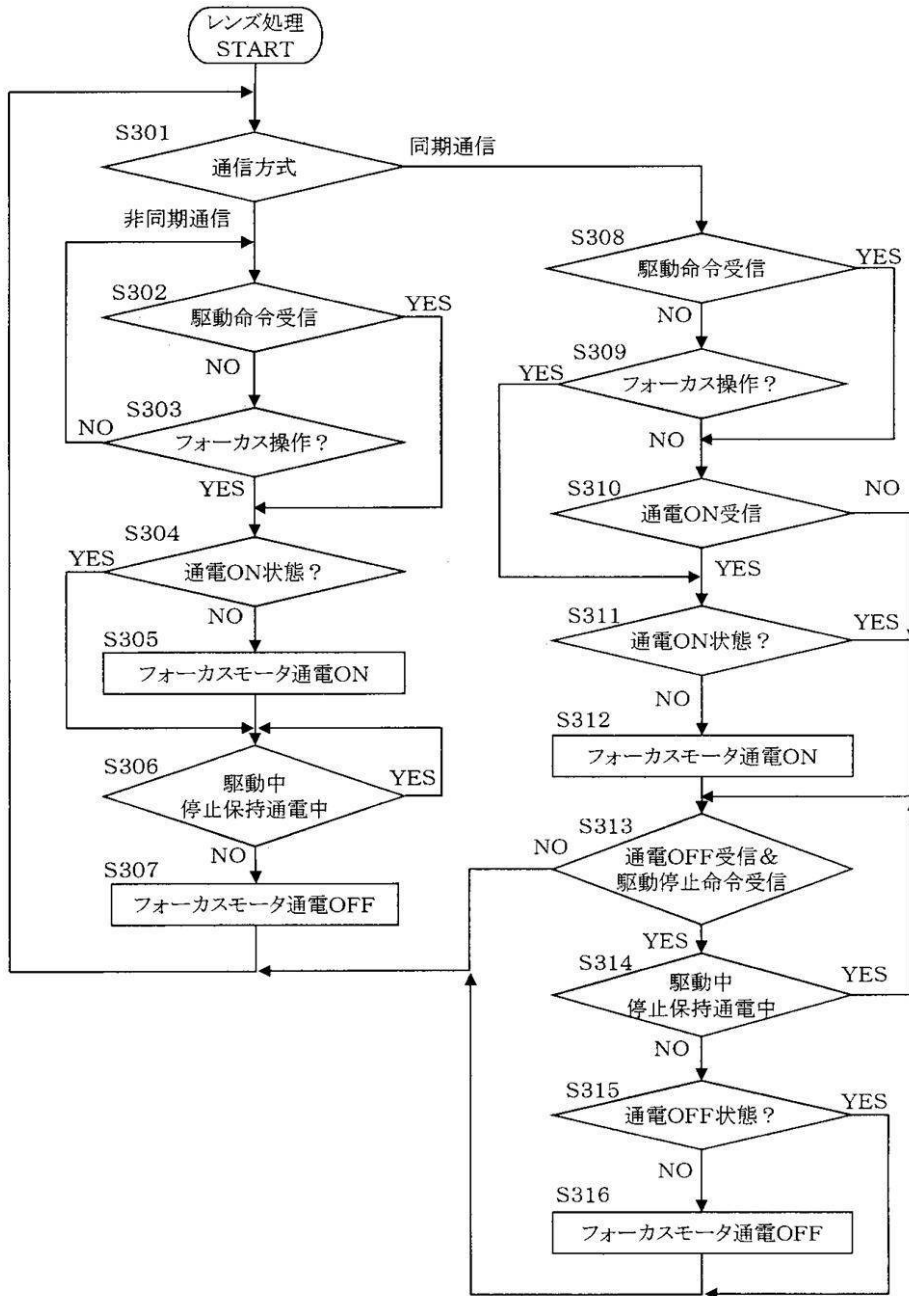 レンズ処理
START
S301
通信方式
同期通信
非同期通信
S302
駆動命令受信
YES
NO
S303
フォーカス操作？
NO
YES
S304
通電ON状態？
YES
NO
S305
フォーカスモータ通電ON
S306
駆動中
停止保持通電中
YES
NO
S307
フォーカスモータ通電OFF
S308
駆動命令受信
YES
NO
S309
フォーカス操作？
YES
NO
S310
通電ON受信
NO
YES
S311
通電ON状態？
YES
NO
S312
フォーカスモータ通電ON
S313
通電OFF受信＆
駆動停止命令受信
NO
YES
S314
駆動中
停止保持通電中
YES
NO
S315
通電OFF状態？
YES
NO
S316
フォーカスモータ通電OFF